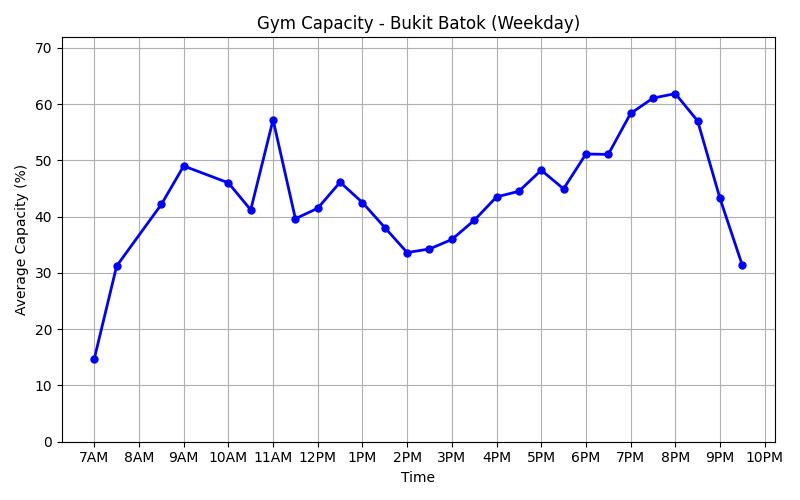 Gym Capacity - Bukit Batok (Weekday)
Average Capacity (%)
70
60
50
40
30
20
10
0
7AM 8AM 9AM 10AM 11AM 12PM 1PM 2PM 3PM 4PM 5PM 6PM 7PM 8PM 9PM 10PM
Time